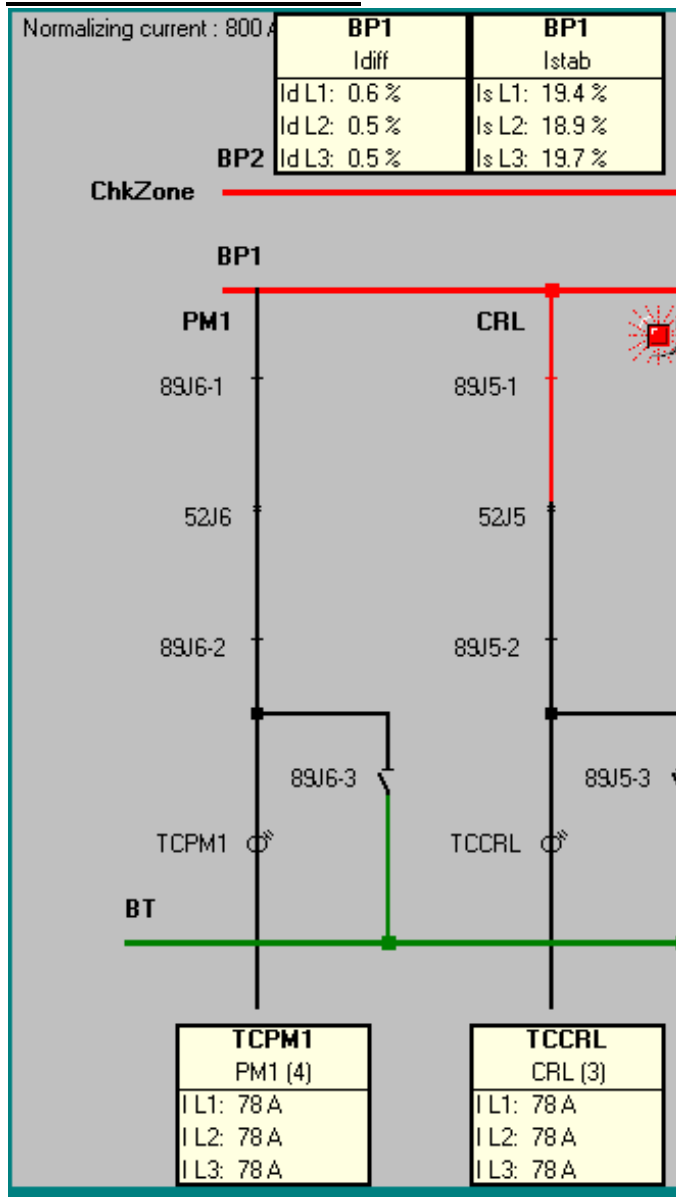 Normalizing current : 800 A
BP1
Idiff
Id L1: 0.6 %
Id L2: 0.5 %
Id L3: 0.5 %
BP1
Istab
Is L1: 19.4 %
Is L2: 18.9 %
Is L3: 19.7 %
BP2
ChkZone
BP1
PM1
CRL
89J6-1
89J5-1
52J6
52J5
89J6-2
89J5-2
89J6-3
89J5-3
TCPM1
TCCRL
BT
TCPM1
PM1 (4)
I L1: 78 A
I L2: 78 A
I L3: 78 A
TCCRL
CRL (3)
I L1: 78 A
I L2: 78 A
I L3: 78 A